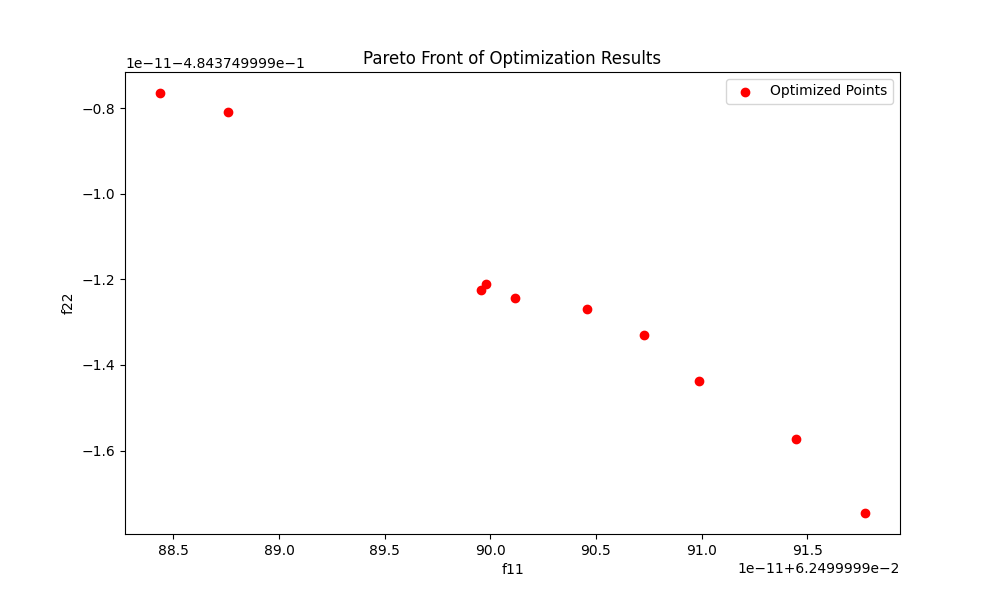 Pareto Front of Optimization Results
1e−11−4.843749999e−1
Optimized Points
−0.8
−1.0
−1.2
−1.4
−1.6
f22
88.5 89.0 89.5 90.0 90.5 91.0 91.5
f11
1e−11+6.2499999e−2